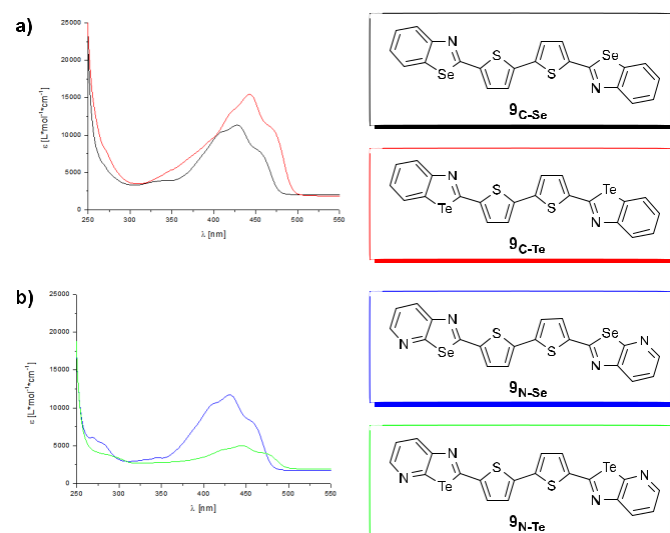 a)
25000
20000
15000
10000
5000
0
250 300 350 400 450 500 550
ε [L*mol⁻¹*cm⁻¹]
λ [nm]
N
Se
S
S
Se
N
9C-Se
N
Te
S
S
Te
N
9C-Te
b)
25000
20000
15000
10000
5000
0
250 300 350 400 450 500 550
ε [L*mol⁻¹*cm⁻¹]
λ [nm]
N
N
Se
S
S
Se
N
N
9N-Se
N
N
Te
S
S
Te
N
N
9N-Te